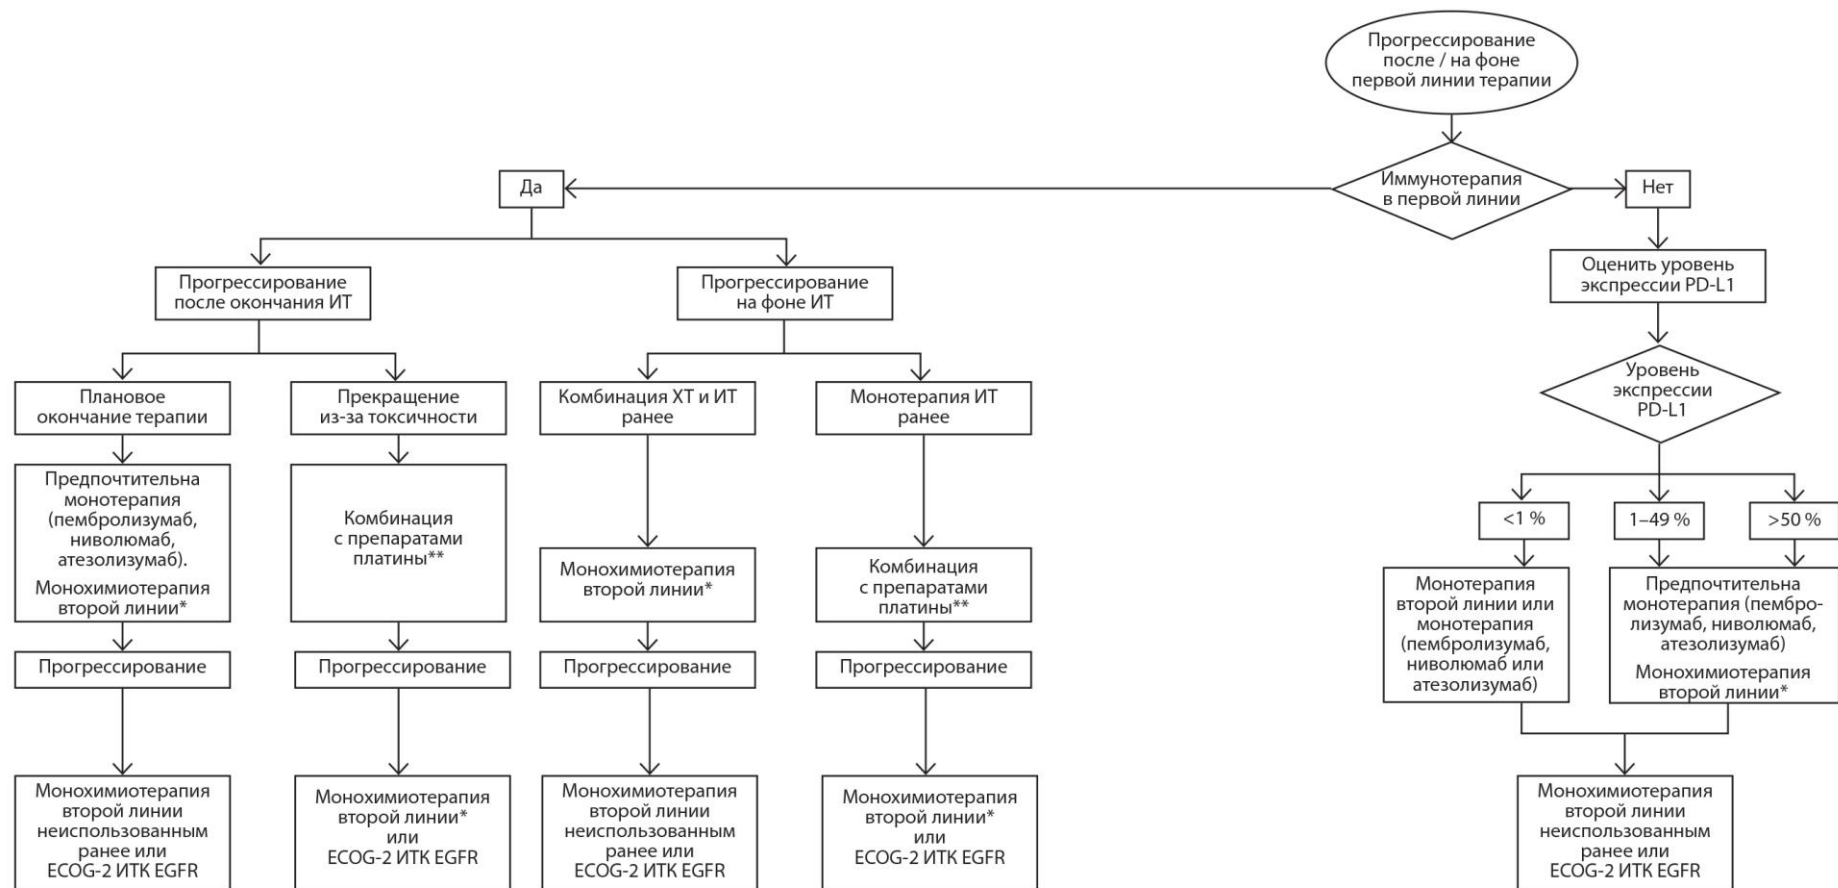 Прогрессирование
после / на фоне
первой линии терапии
Иммунотерапия
в первой линии
Да
Нет
Прогрессирование
после окончания ИТ
Прогрессирование
на фоне ИТ
Оценить уровень
экспрессии PD-L1
Уровень
экспрессии
PD-L1
Плановое
окончание терапии
Прекращение
из-за токсичности
Комбинация ХТ и ИТ
ранее
Монотерапия ИТ
ранее
Предпочтительна
монотерапия
(пембролизумаб,
ниволюмаб,
атезолизумаб).
Монохимиотерапия
второй линии*
Комбинация
с препаратами
платины**
Монохимиотерапия
второй линии*
Комбинация
с препаратами
платины**
<1 %
1–49 %
>50 %
Монотерапия
второй линии или
монотерапия
(пембролизумаб,
ниволюмаб или
атезолизумаб)
Предпочтительна
монотерапия (пембро-
лизумаб, ниволюмаб,
атезолизумаб)
Монохимиотерапия
второй линии*
Прогрессирование
Прогрессирование
Прогрессирование
Прогрессирование
Монохимиотерапия
второй линии
неиспользованным
ранее или
ECOG-2 ИТК EGFR
Монохимиотерапия
второй линии*
или
ECOG-2 ИТК EGFR
Монохимиотерапия
второй линии
неиспользованным
ранее или
ECOG-2 ИТК EGFR
Монохимиотерапия
второй линии*
или
ECOG-2 ИТК EGFR
Монохимиотерапия
второй линии
неиспользованным
ранее или
ECOG-2 ИТК EGFR